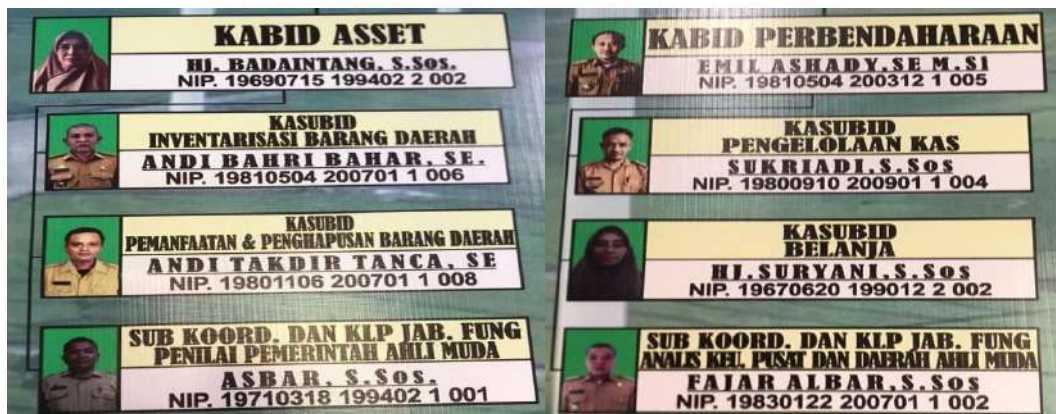 KABID ASSET
HJ. BADAINTANG, S.Sos.
NIP. 19690715 199402 2 002
KASUBID
INVENTARISASI BARANG DAERAH
ANDI BAHRI BAHAR, SE.
NIP. 19810504 200701 1 006
KASUBID
PEMANFAATAN & PENGHAPUSAN BARANG DAERAH
ANDI TAKDIR TANCA, SE
NIP. 19801106 200701 1 008
SUB KOORD. DAN KLP JAB. FUNG
PENILAI PEMERINTAH AHLI MUDA
ASBAR, S.Sos.
NIP. 19710318 199402 1 001
KABID PERBENDAHARAAN
EMIL ASHADY,SE M.SI
NIP. 19810504 200312 1 005
KASUBID
PENGELOLAAN KAS
SUKRIADI,S.Sos
NIP. 19800910 200901 1 004
KASUBID
BELANJA
HJ.SURYANI,S.Sos
NIP. 19670620 199012 2 002
SUB KOORD. DAN KLP JAB. FUNG
ANALIS KEU. PUSAT DAN DAERAH AHLI MUDA
FAJAR ALBAR,S.Sos
NIP. 19830122 200701 1 002